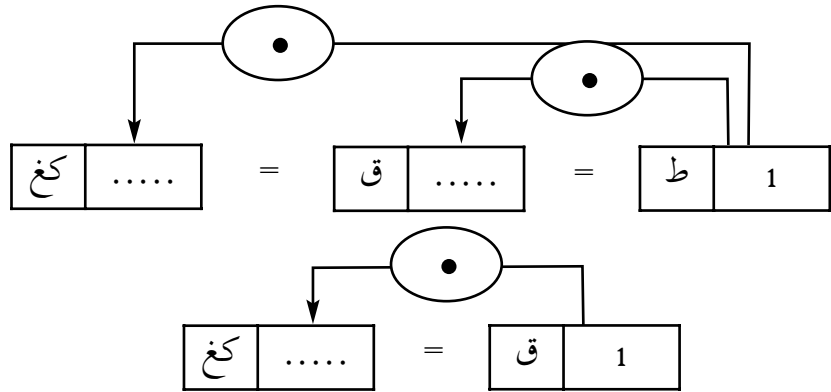 •
•
1 ط = ..... ق = ..... كغ
•
1 ق = ..... كغ